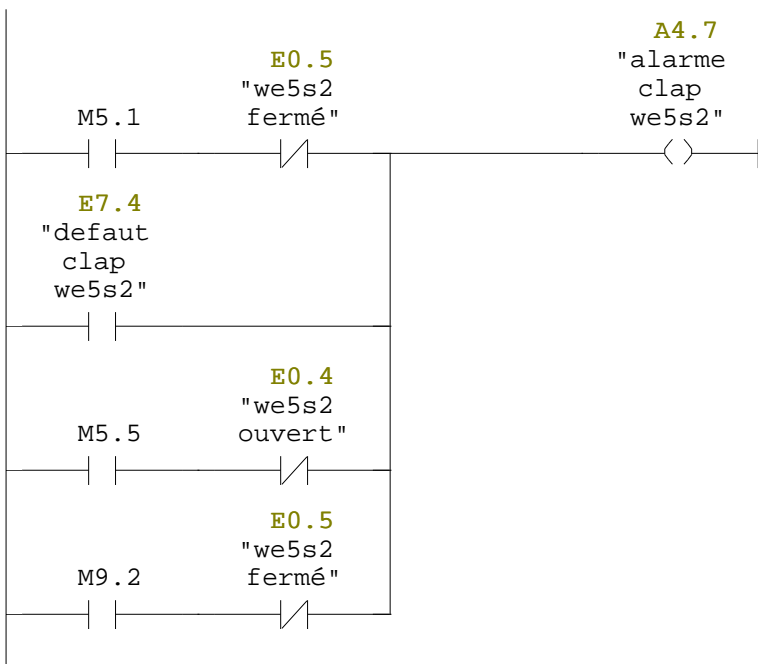 A4.7
E0.5 "alarme
"we5s2 clap
M5.1 fermé" we5s2"
E7.4
"defaut
clap
we5s2"
E0.4
"we5s2
M5.5 ouvert"
E0.5
"we5s2
M9.2 fermé"